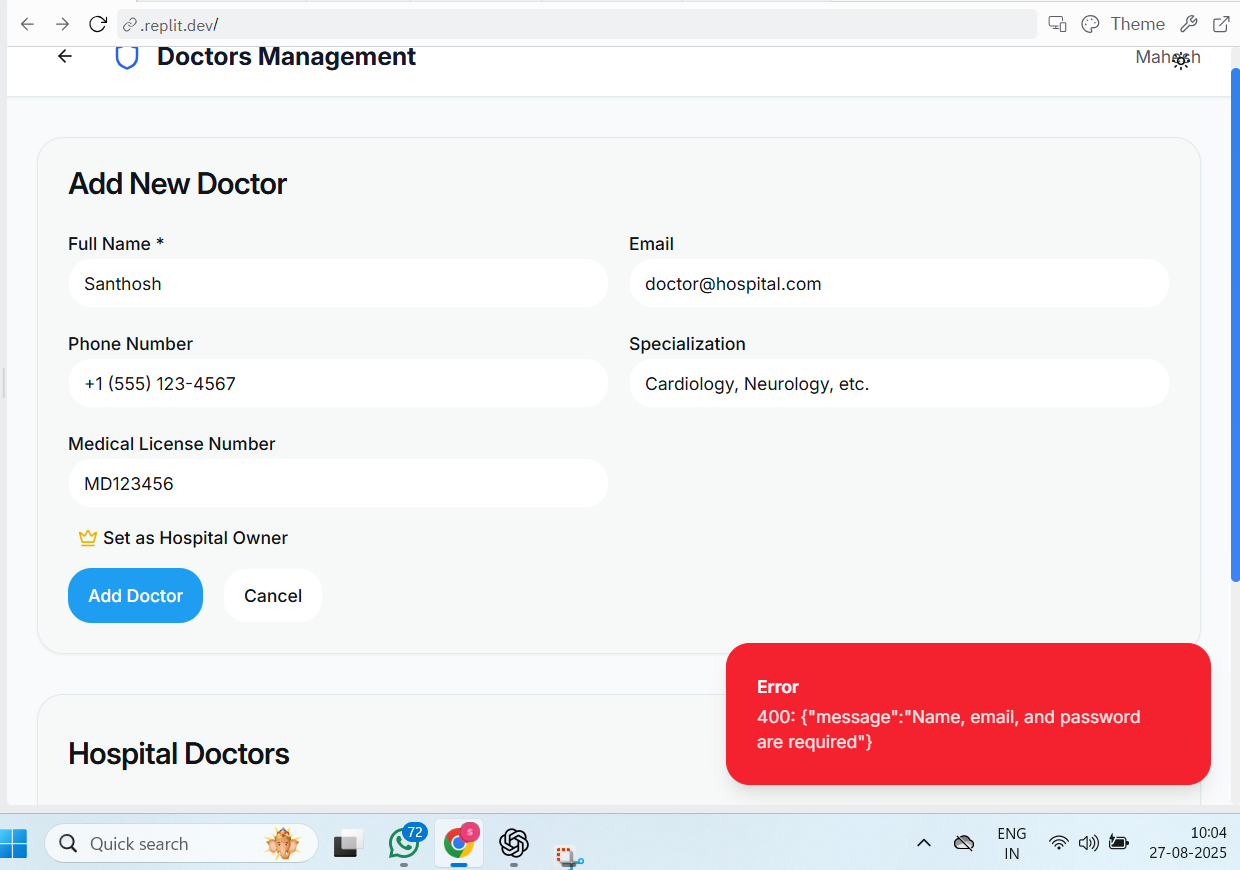 .replit.dev/
Theme
Doctors Management
Mahesh
Add New Doctor
Full Name *
Email
Santhosh
doctor@hospital.com
Phone Number
Specialization
+1 (555) 123-4567
Cardiology, Neurology, etc.
Medical License Number
MD123456
Set as Hospital Owner
Add Doctor
Cancel
Error
400: {"message":"Name, email, and password
are required"}
Hospital Doctors
Quick search
72
S
ENG
IN
10:04
27-08-2025